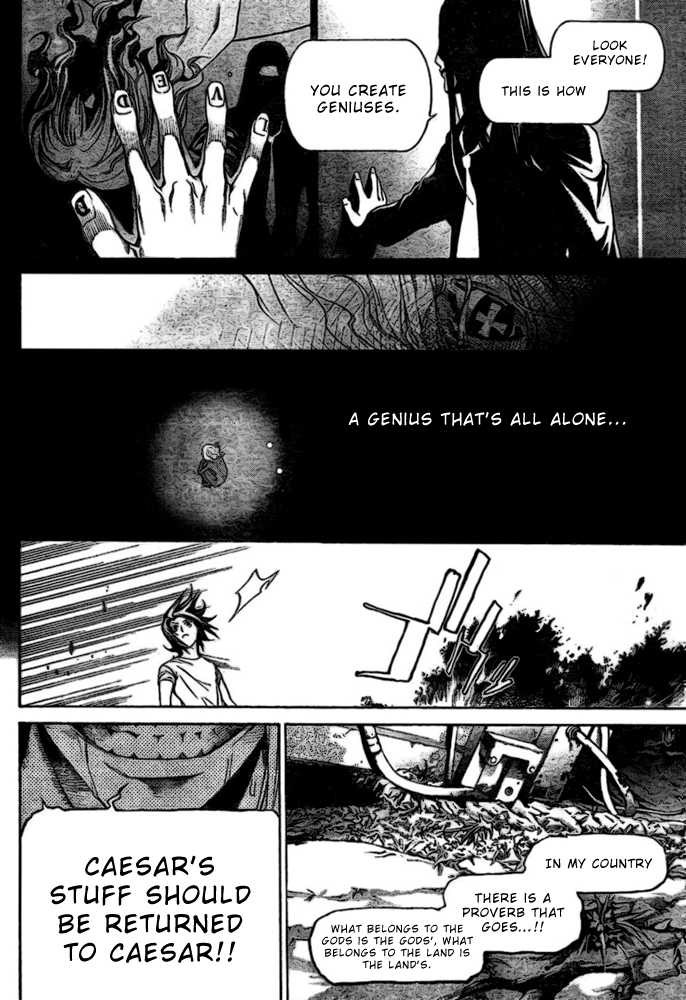 LOOK
EVERYONE!
THIS IS HOW
YOU CREATE
GENIUSES.
A GENIUS THAT'S ALL ALONE...
IN MY COUNTRY
THERE IS A
PROVERB THAT
GOES...!!
WHAT BELONGS TO THE
GODS IS THE GODS', WHAT
BELONGS TO THE LAND IS
THE LAND'S.
CAESAR'S
STUFF SHOULD
BE RETURNED
TO CAESAR!!